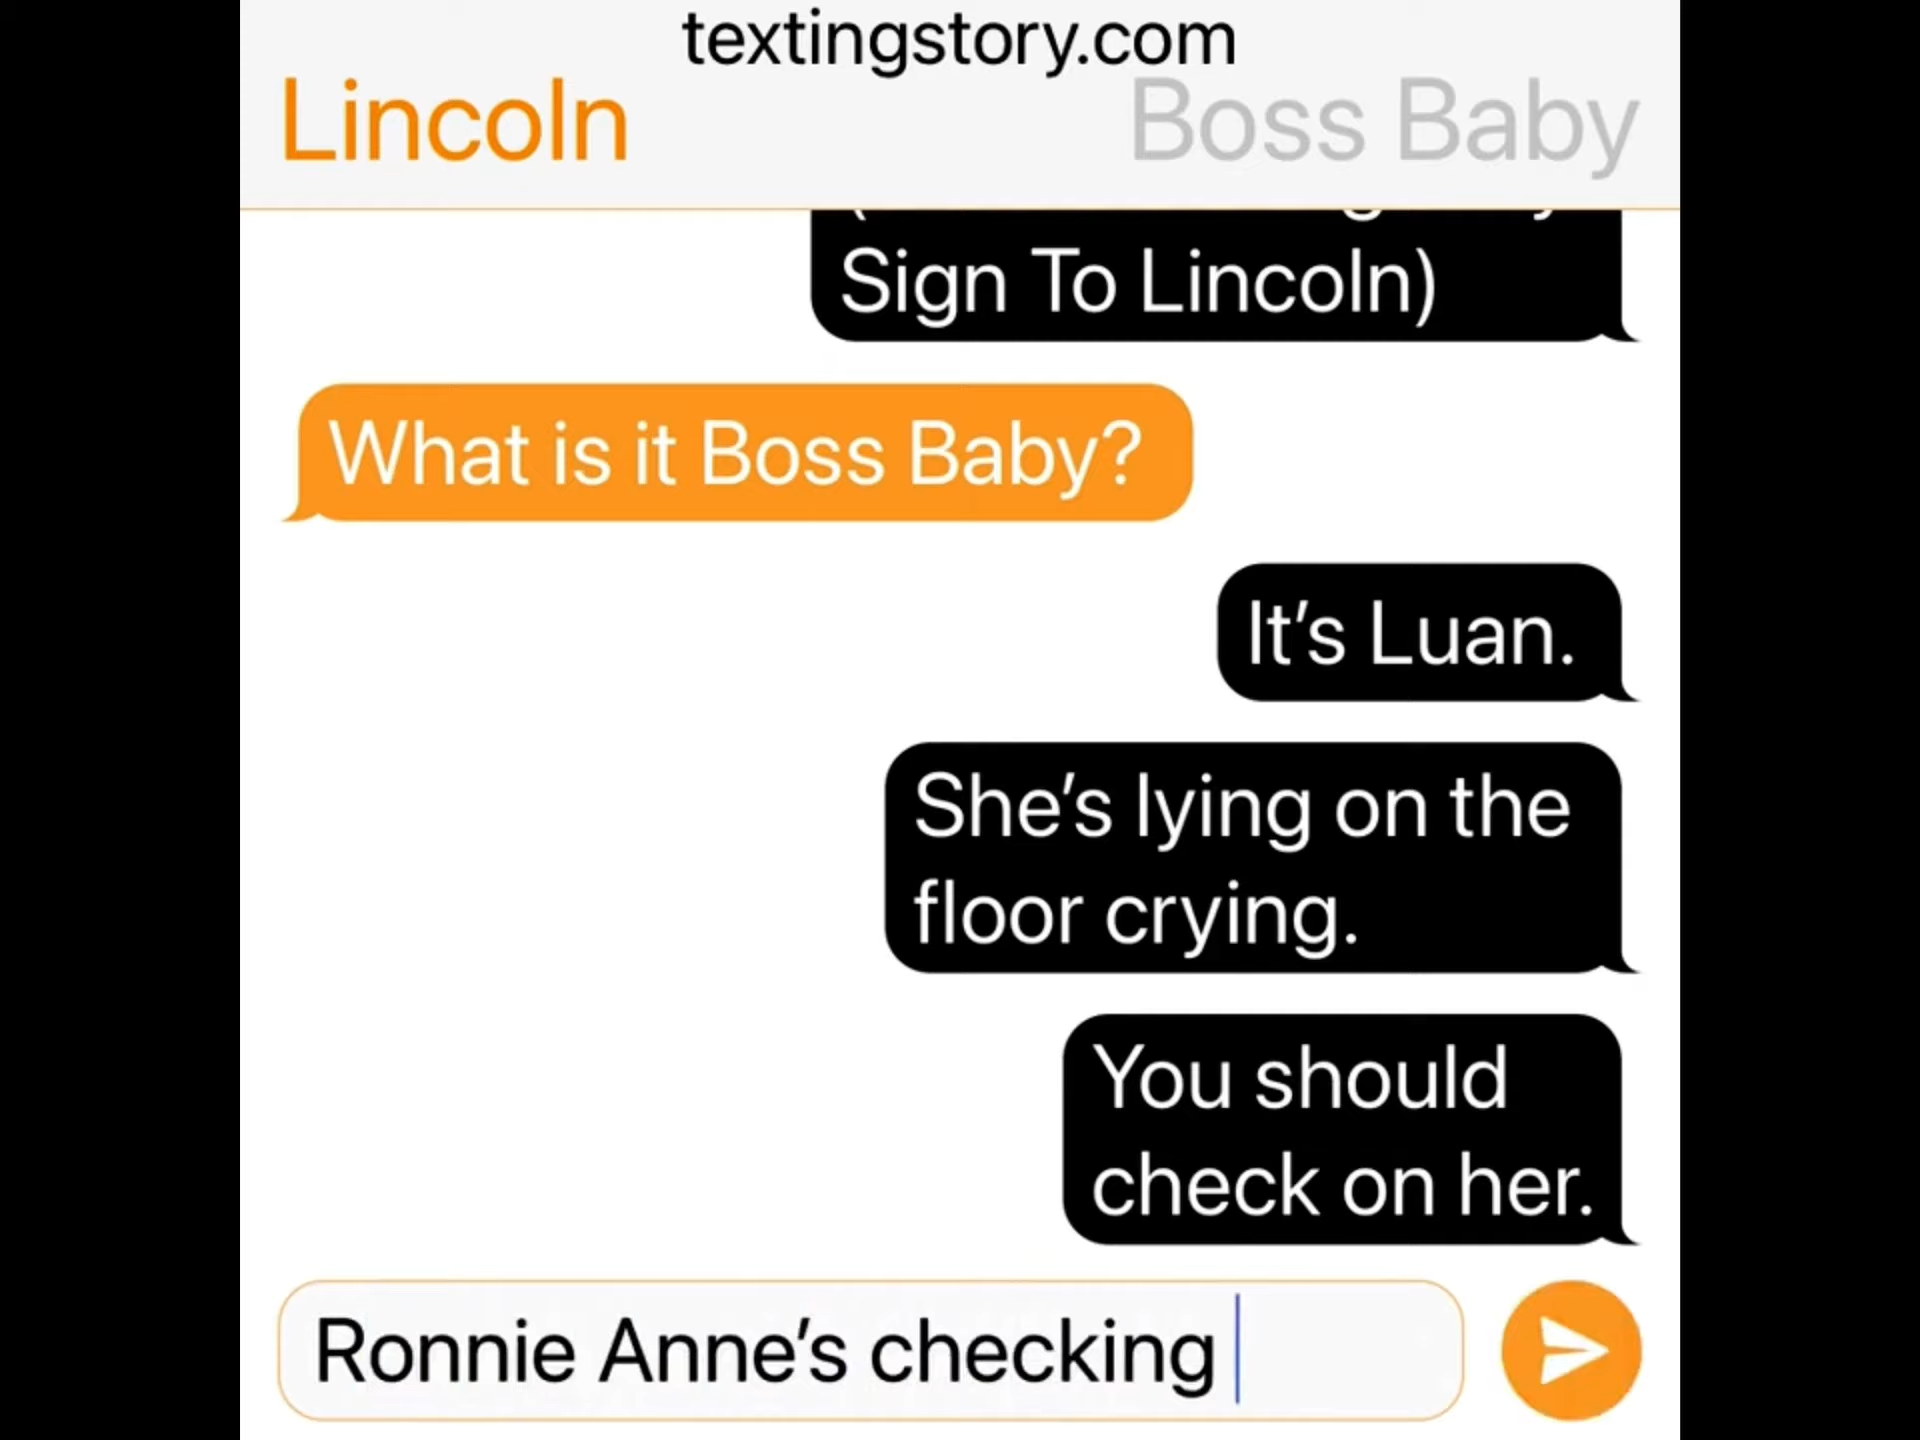 textingstory.com
Lincoln
Boss Baby
Sign To Lincoln)
What is it Boss Baby?
It's Luan.
She's lying on the
floor crying.
You should
check on her.
Ronnie Anne's checking